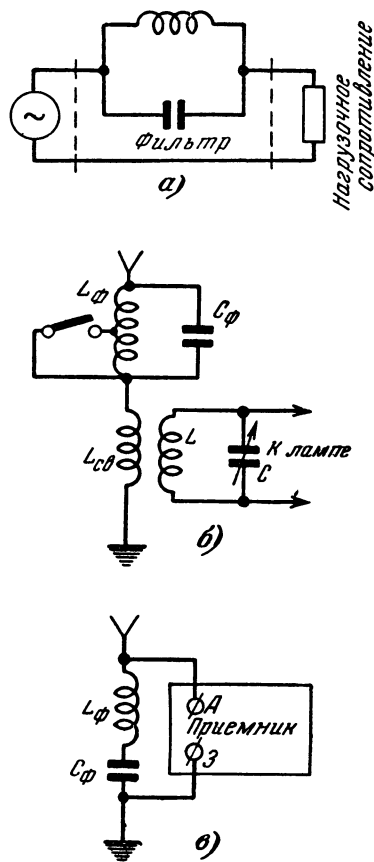 Фильтр
Нагрузочное
сопротивление
а)
Lф
Cф
Lсв
L
К лампе
C
б)
Lф
Cф
А
Приемник
З
в)